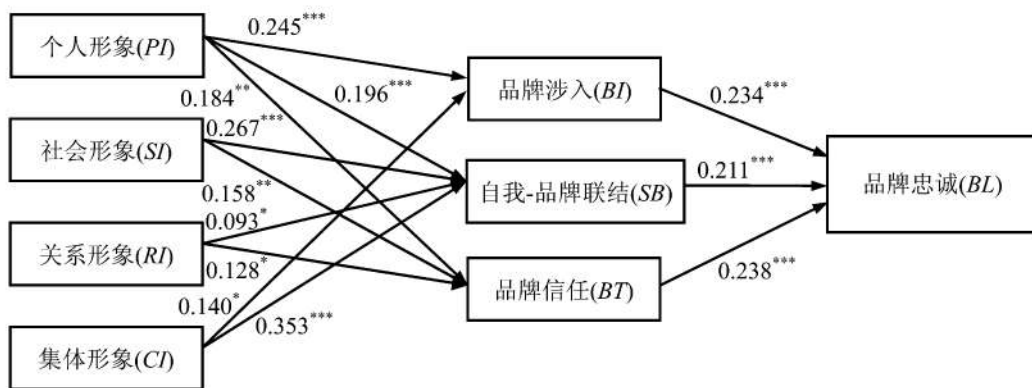 个人形象(PI)
0.245***
0.196***
0.184**
品牌涉入(BI)
0.234***
社会形象(SI)
0.267***
0.158**
自我-品牌联结(SB)
0.211***
品牌忠诚(BL)
关系形象(RI)
0.093*
0.128*
品牌信任(BT)
0.238***
集体形象(CI)
0.140*
0.353***